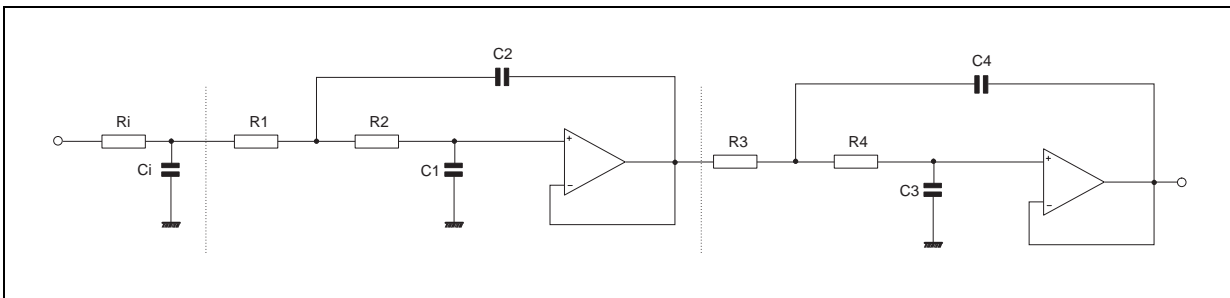 C2
C4
Ri
R1
R2
R3
R4
Ci
C1
C3
+
−
+
−